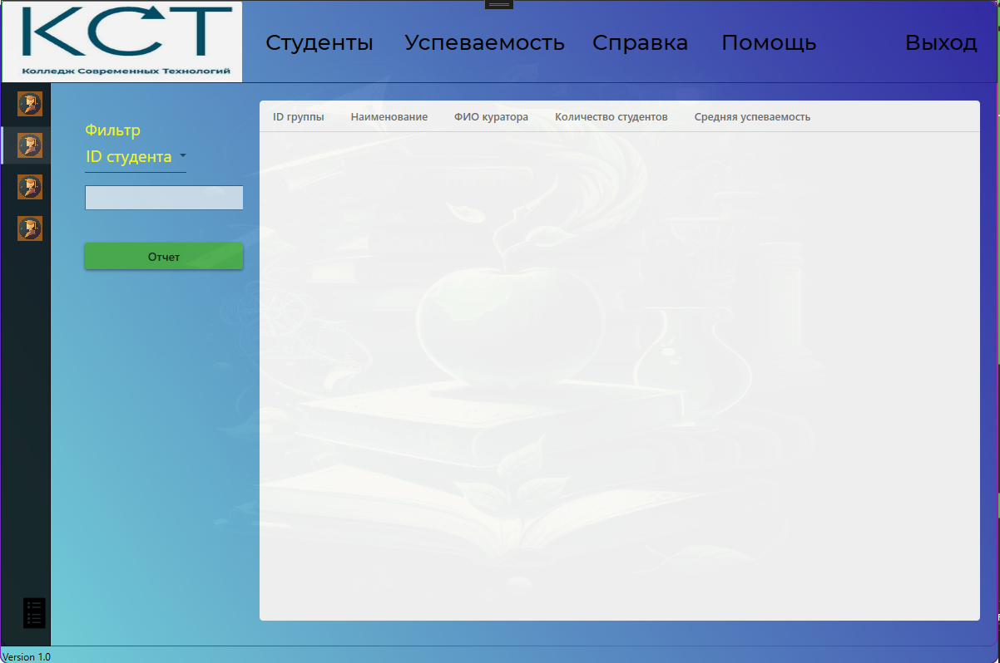 КСТ
Колледж Современных Технологий
Студенты Успеваемость Справка Помощь Выход
Фильтр
ID студента
Отчет
ID группы Наименование ФИО куратора Количество студентов Средняя успеваемость
Version 1.0